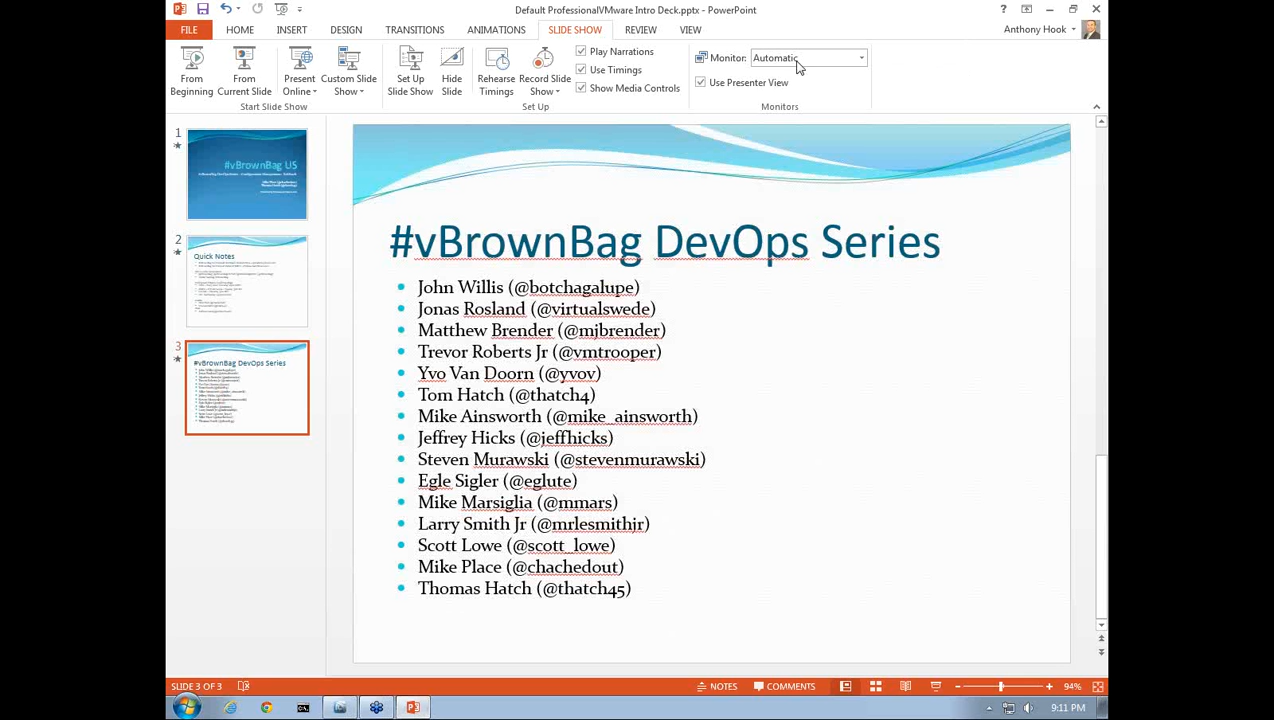 Default ProfessionalVMware Intro Deck.pptx - PowerPoint
?
FILE HOME INSERT DESIGN TRANSITIONS ANIMATIONS SLIDE SHOW REVIEW VIEW Anthony Hook
From Beginning
From Current Slide
Present Online
Custom Slide Show
Start Slide Show
Set Up Slide Show
Hide Slide
Rehearse Timings
Record Slide Show
Play Narrations
Use Timings
Show Media Controls
Set Up
Monitor: Automatic
Use Presenter View
Monitors
1
#vBrownBag US
2
Quick Notes
3
#vBrownBag DevOps Series
#vBrownBag DevOps Series
John Willis (@botchagalupe)
Jonas Rosland (@virtualswede)
Matthew Brender (@mjbrender)
Trevor Roberts Jr (@vmtrooper)
Yvo Van Doorn (@yvov)
Tom Hatch (@thatch4)
Mike Ainsworth (@mike_ainsworth)
Jeffrey Hicks (@jeffhicks)
Steven Murawski (@stevenmurawski)
Egle Sigler (@eglute)
Mike Marsiglia (@mmars)
Larry Smith Jr (@mrlesmithjr)
Scott Lowe (@scott_lowe)
Mike Place (@chachedout)
Thomas Hatch (@thatch45)
SLIDE 3 OF 3 NOTES COMMENTS 94%
9:11 PM